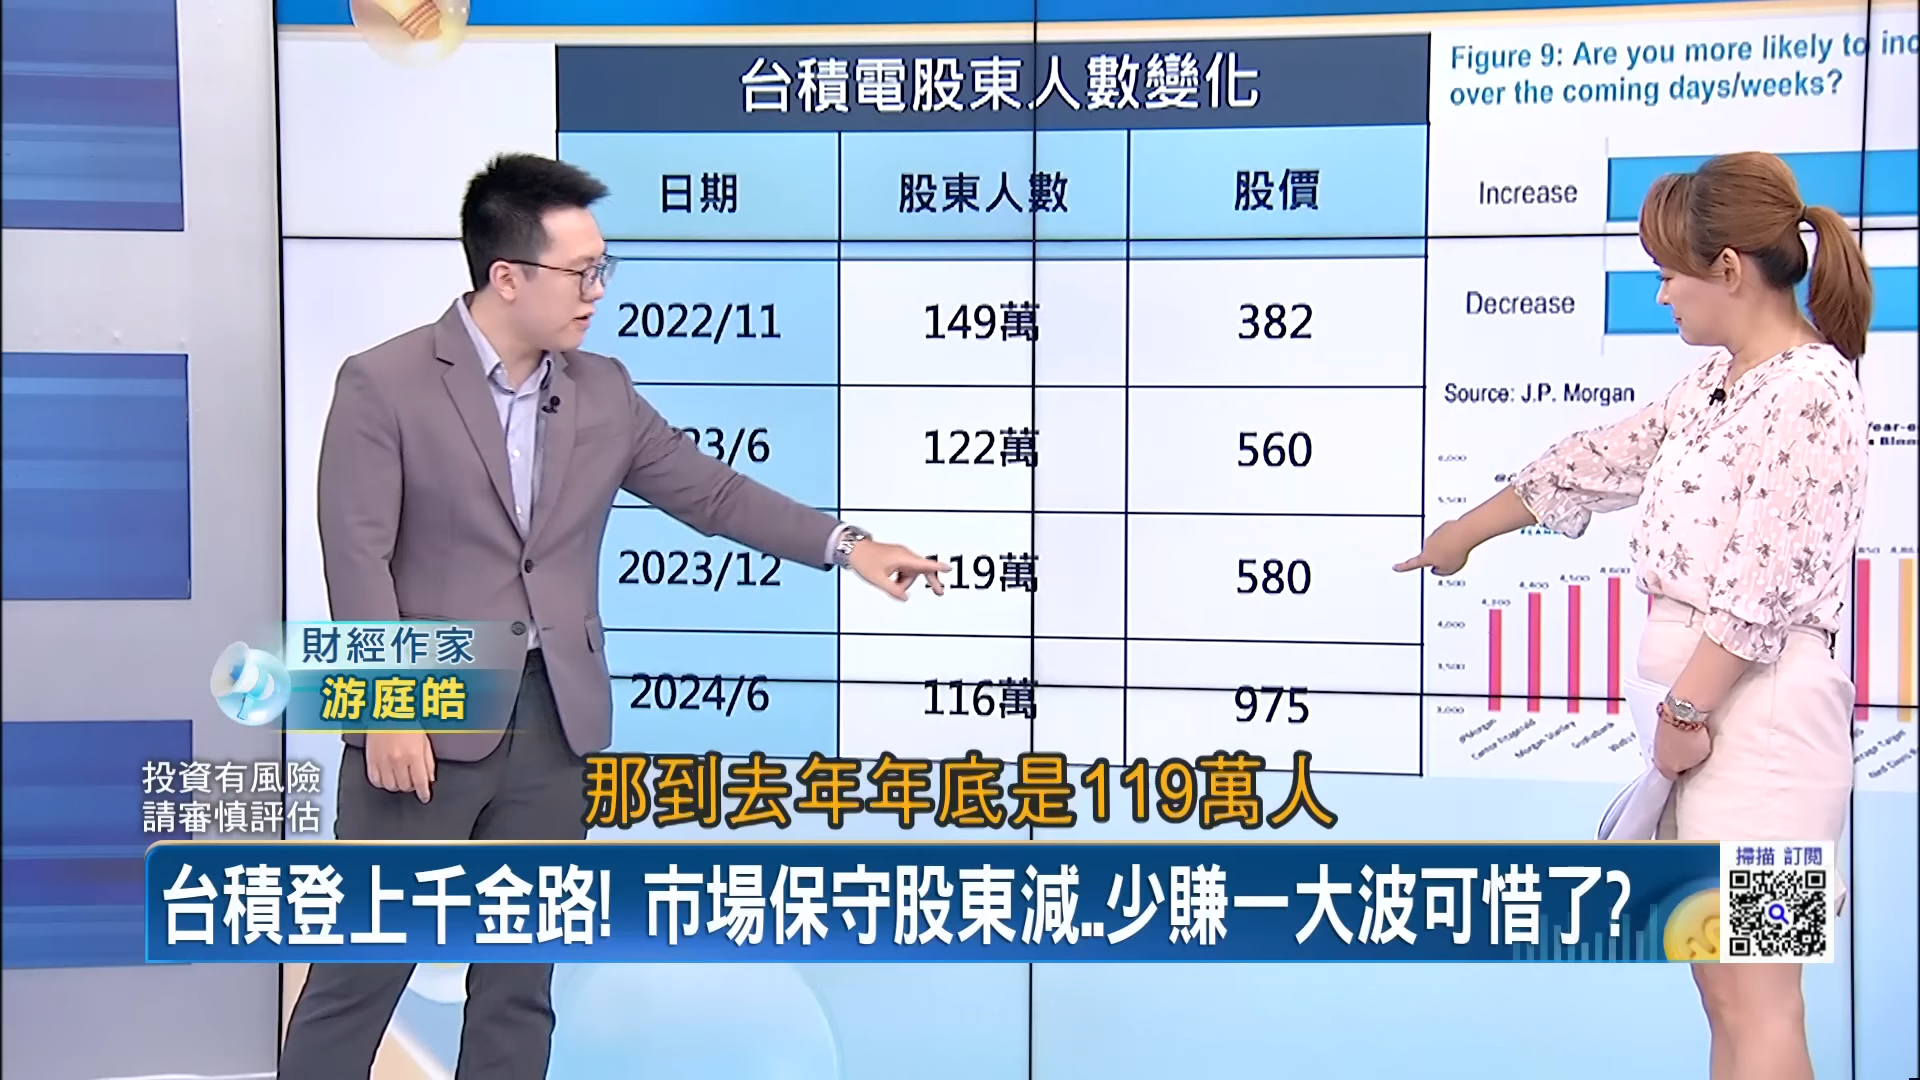 台積電股東人數變化
日期 股東人數 股價
2022/11 149萬 382
23/6 122萬 560
2023/12 119萬 580
2024/6 116萬 975
Figure 9: Are you more likely to inc
over the coming days/weeks?
Increase
Decrease
Source: J.P. Morgan
財經作家
游庭皓
投資有風險
請審慎評估
那到去年年底是119萬人
台積登上千金路! 市場保守股東減..少賺一大波可惜了?
掃描 訂閱